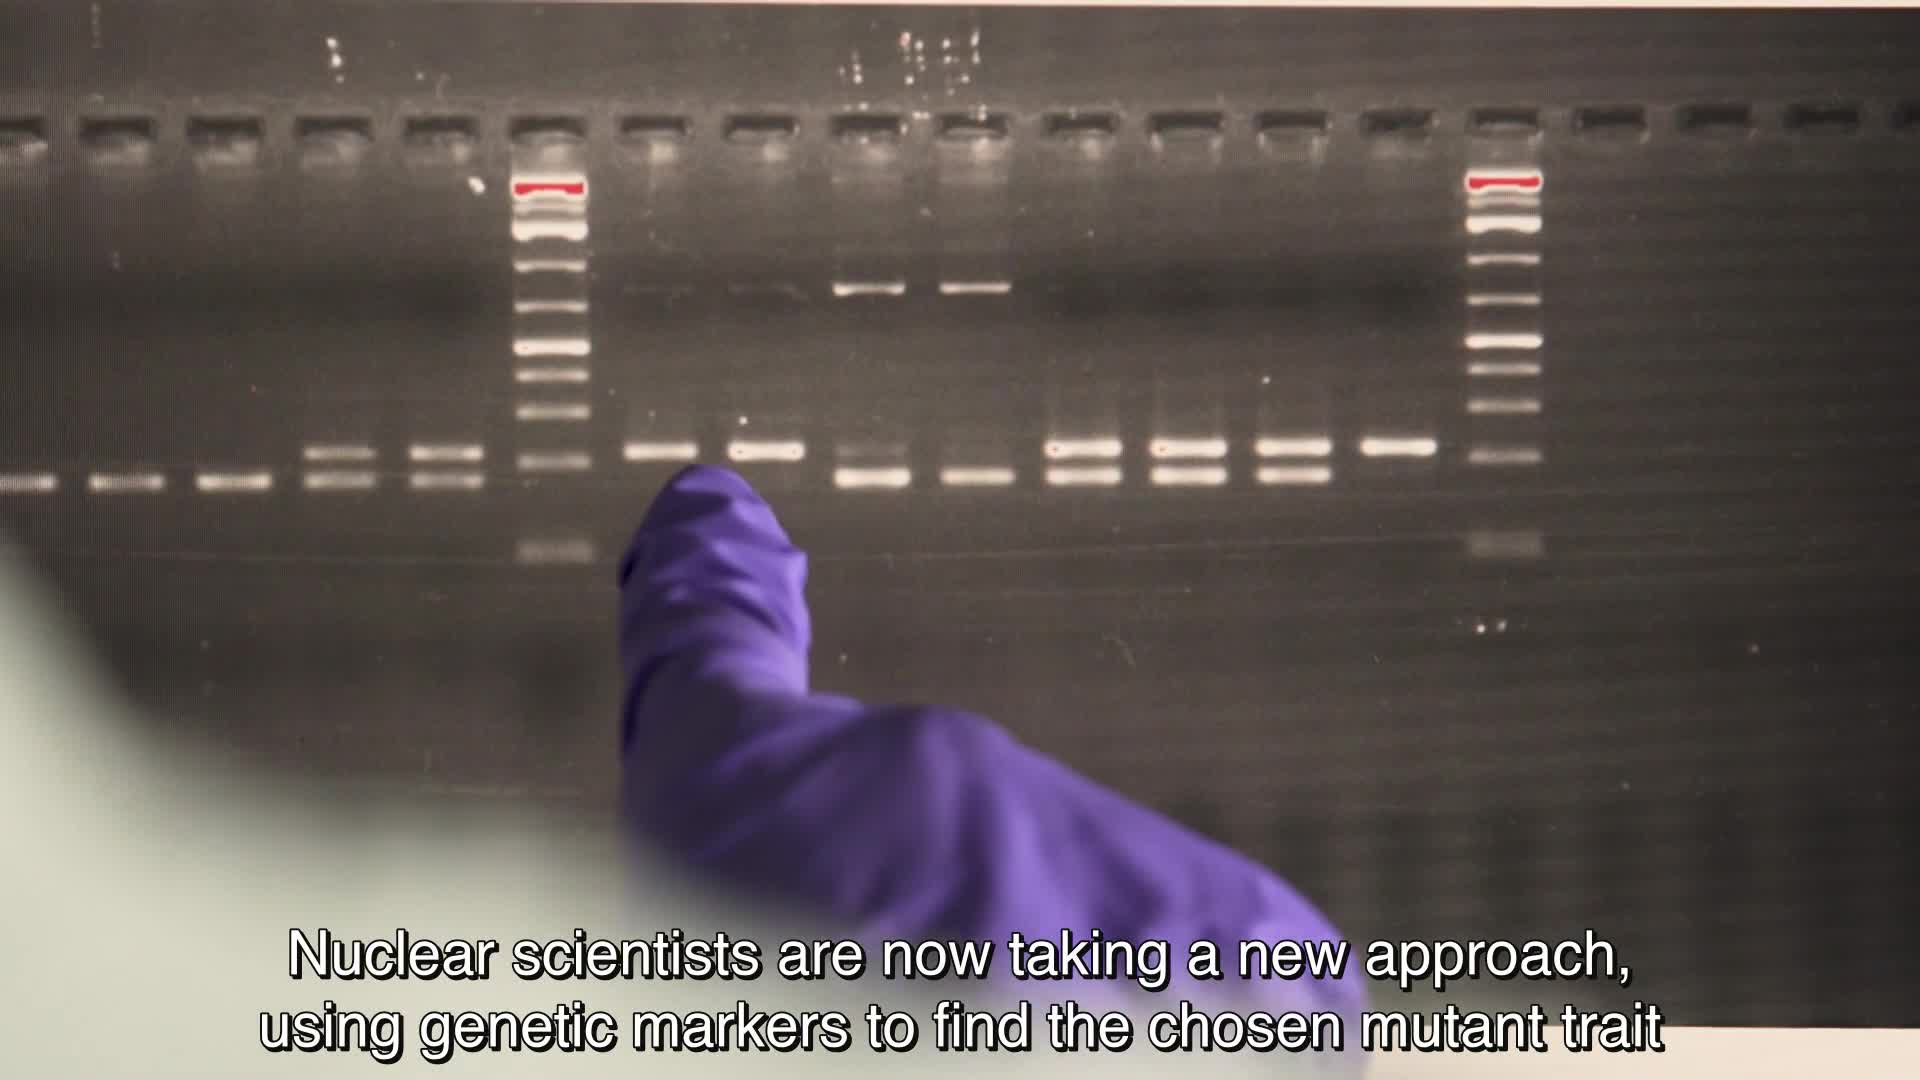 Nuclear scientists are now taking a new approach,
using genetic markers to find the chosen mutant trait